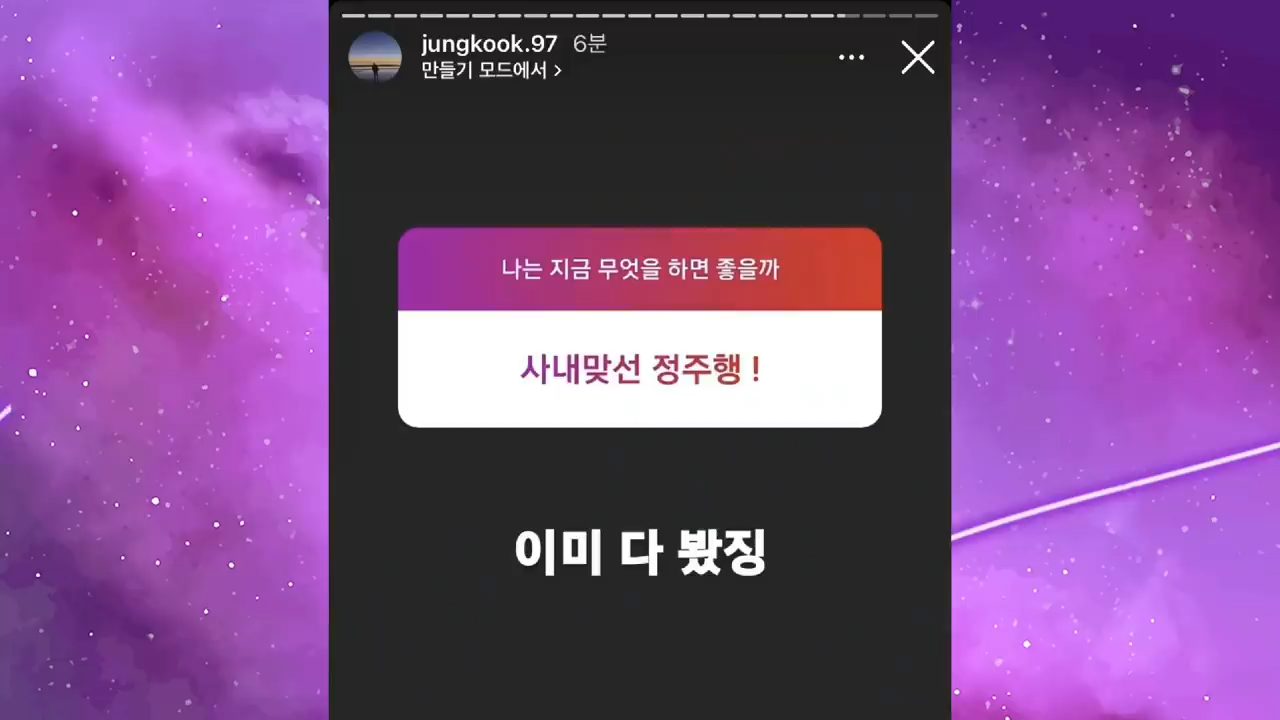 jungkook.97 6분
만들기 모드에서 >
나는 지금 무엇을 하면 좋을까
사내맞선 정주행 !
이미 다 봤징